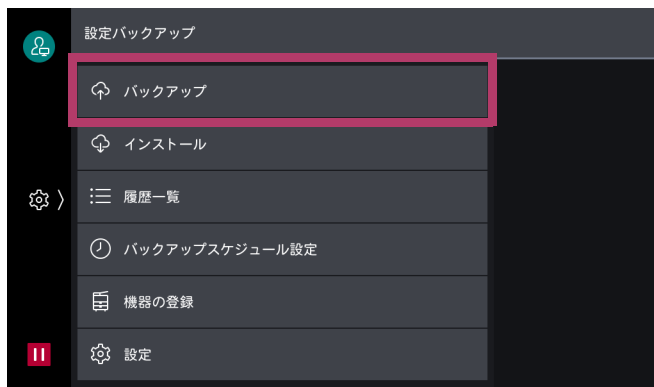 設定バックアップ
バックアップ
インストール
履歴一覧
バックアップスケジュール設定
機器の登録
設定